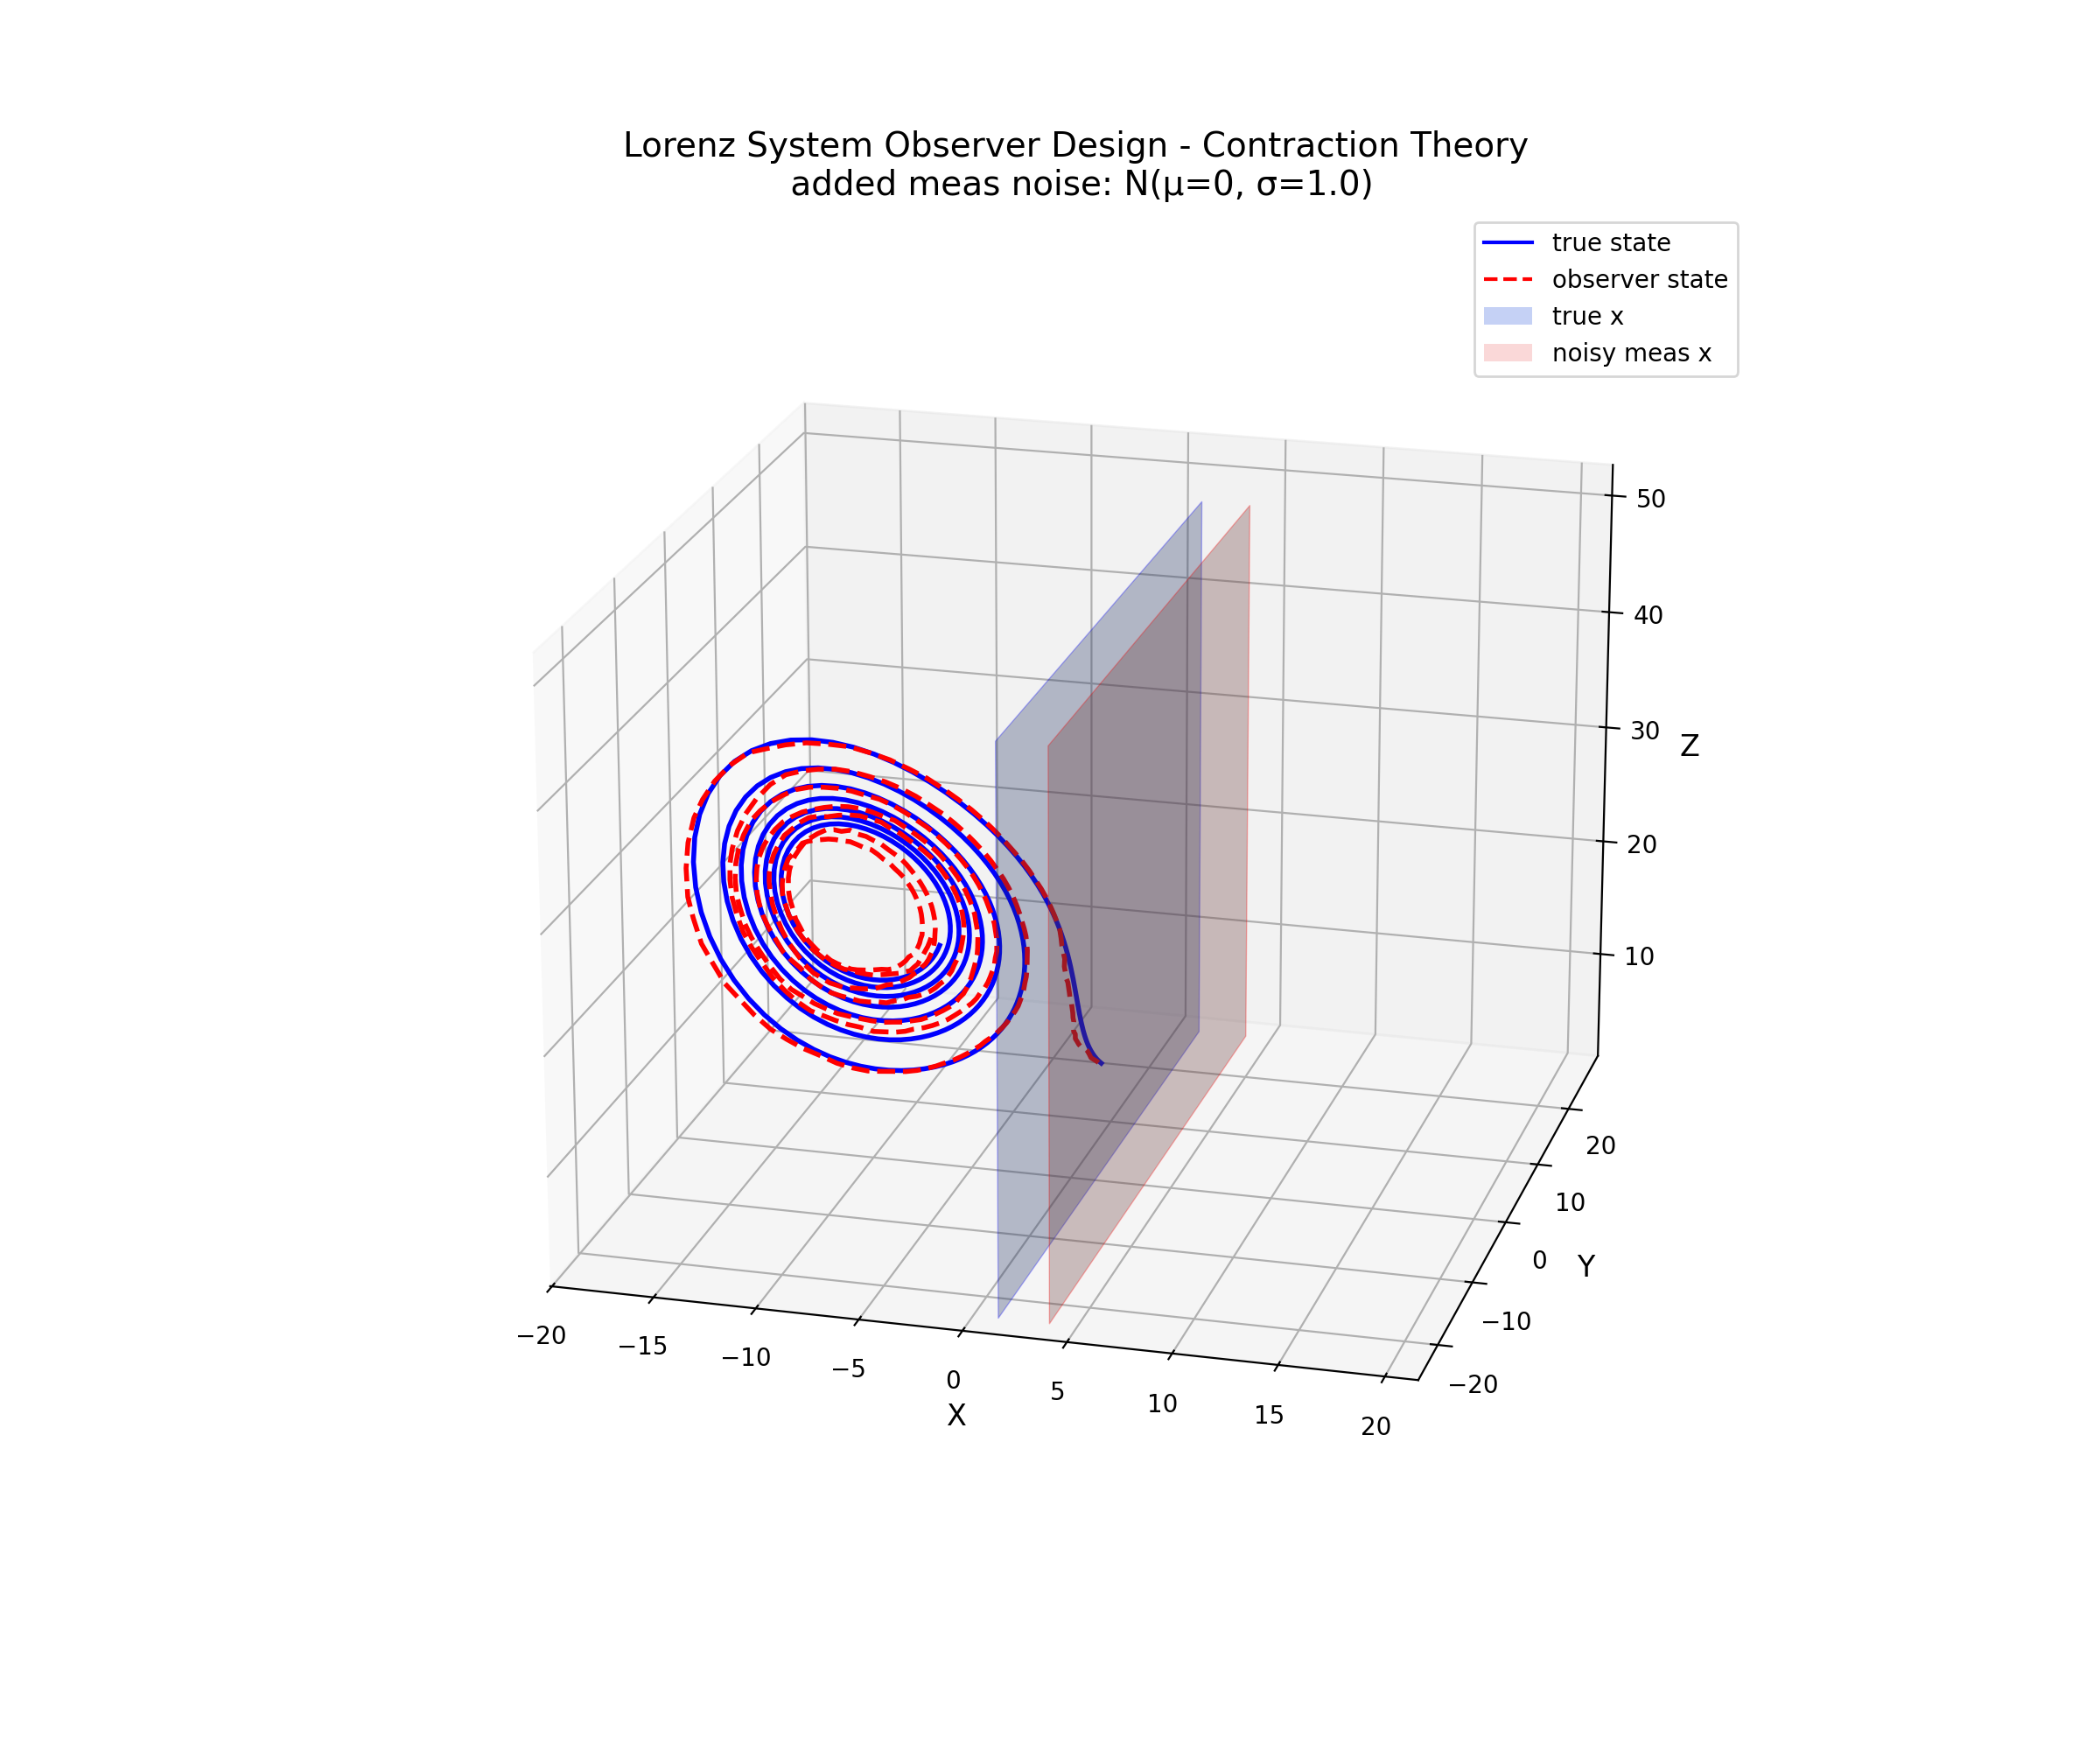 Lorenz System Observer Design - Contraction Theory
added meas noise: N(μ=0, σ=1.0)
true state
observer state
true x
noisy meas x
50
40
30
Z
20
10
20
10
0
Y
−10
−20
−20
−15
−10
−5
0
5
10
15
20
X